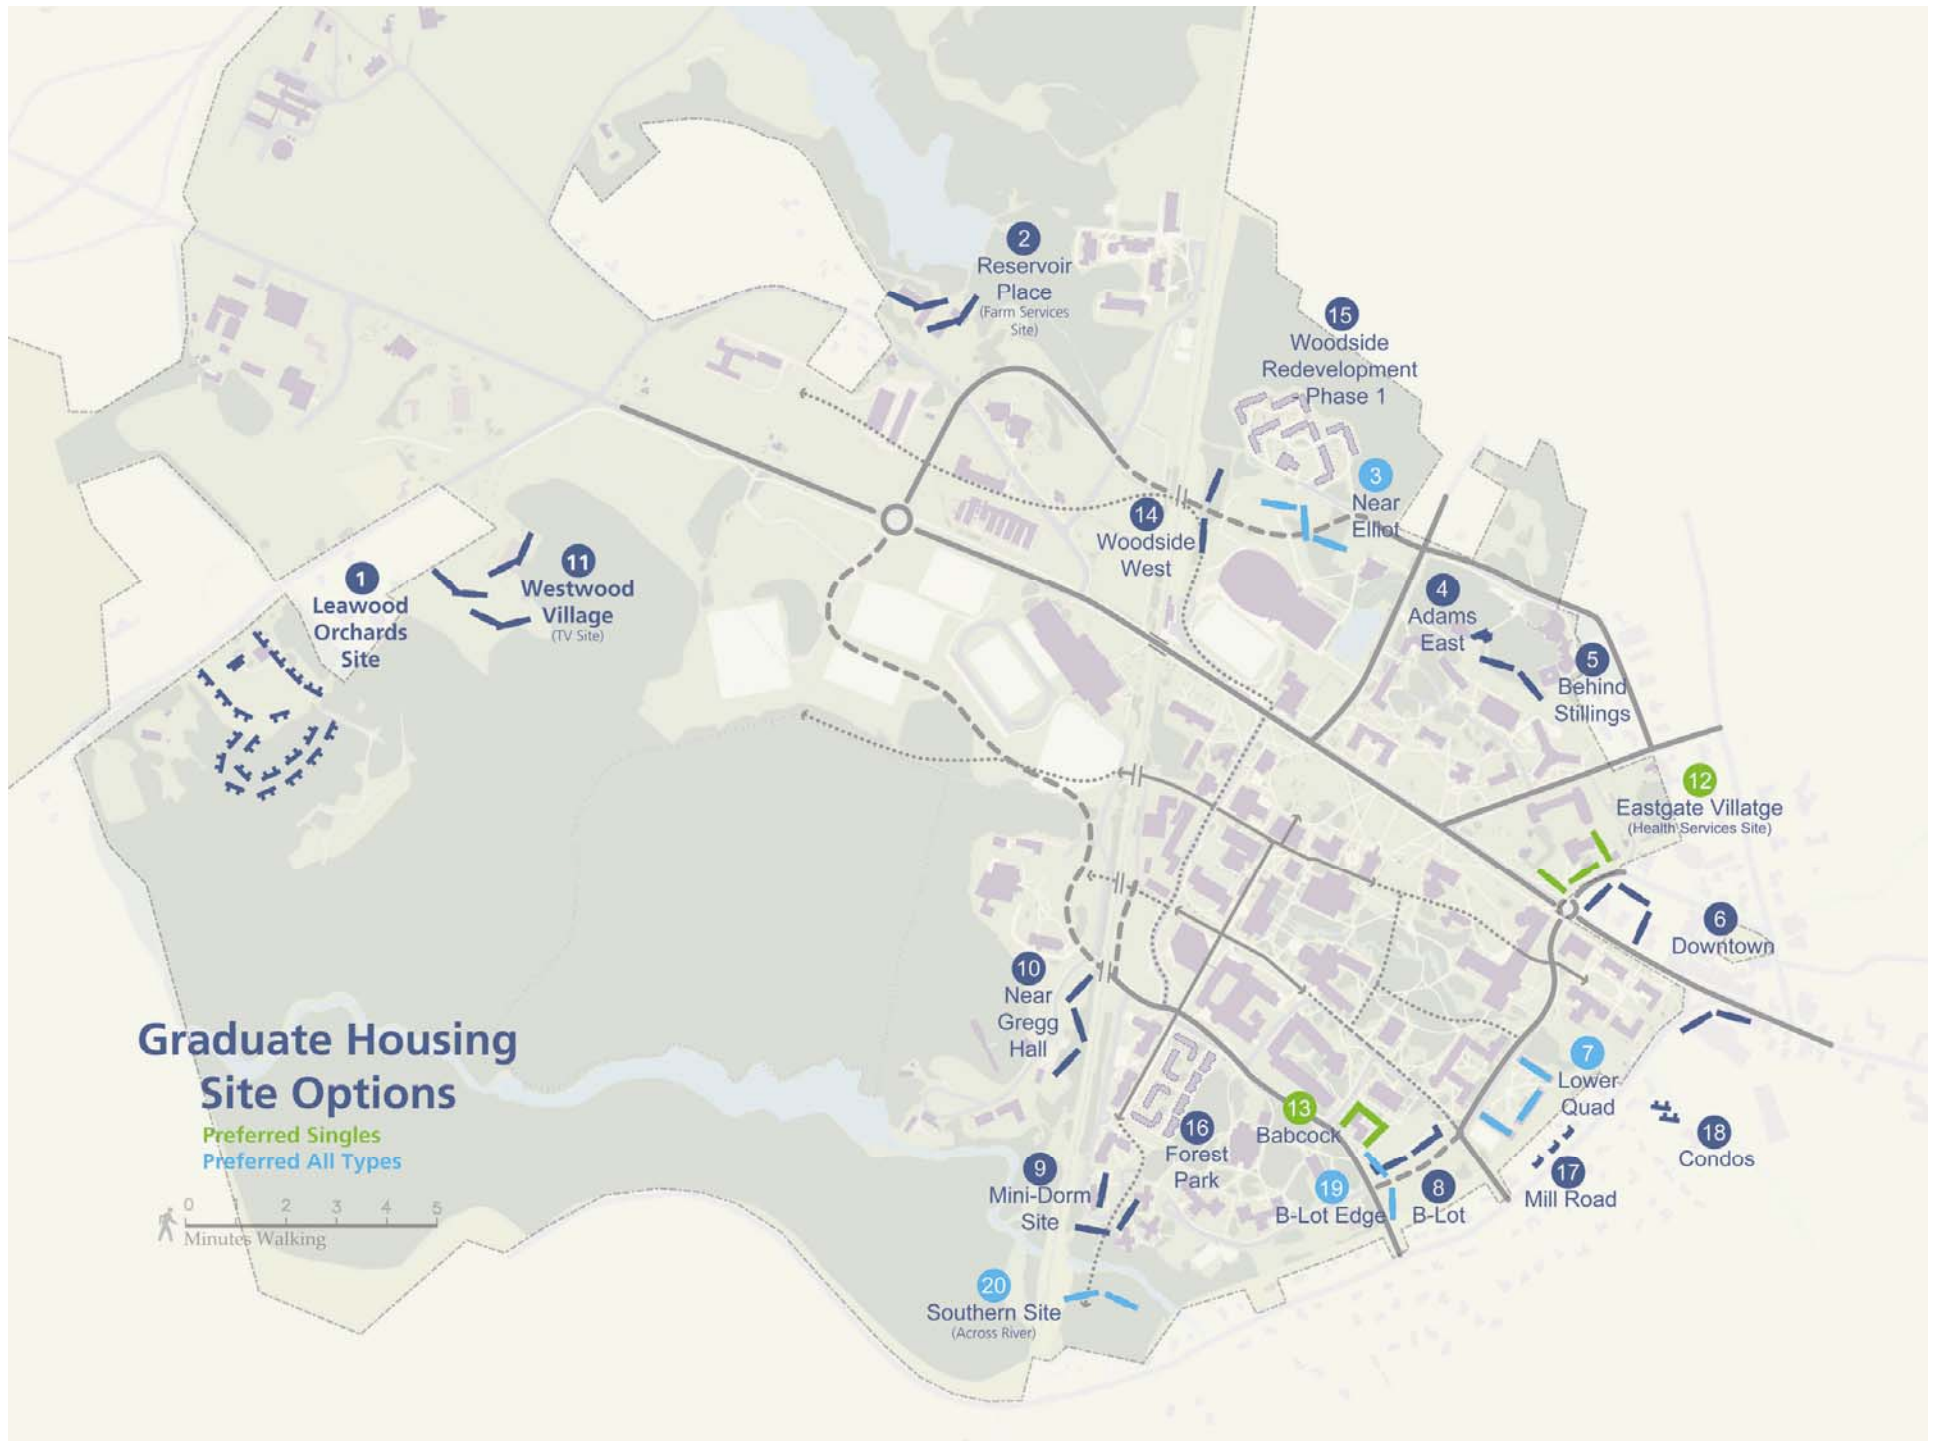 2
Reservoir
Place
(Farm Services
Site)
15
Woodside
Redevelopment
- Phase 1
3
Near
Elliot
14
Woodside
West
1
Leawood
Orchards
Site
11
Westwood
Village
(TV Site)
4
Adams
East
5
Behind
Stillings
12
Eastgate Villatge
(Health Services Site)
6
Downtown
10
Near
Gregg
Hall
7
Lower
Quad
13
Babcock
16
Forest
Park
18
Condos
17
Mill Road
9
Mini-Dorm
Site
19
B-Lot Edge
8
B-Lot
20
Southern Site
(Across River)
Graduate Housing
Site Options
Preferred Singles
Preferred All Types
0 1 2 3 4 5
Minutes Walking